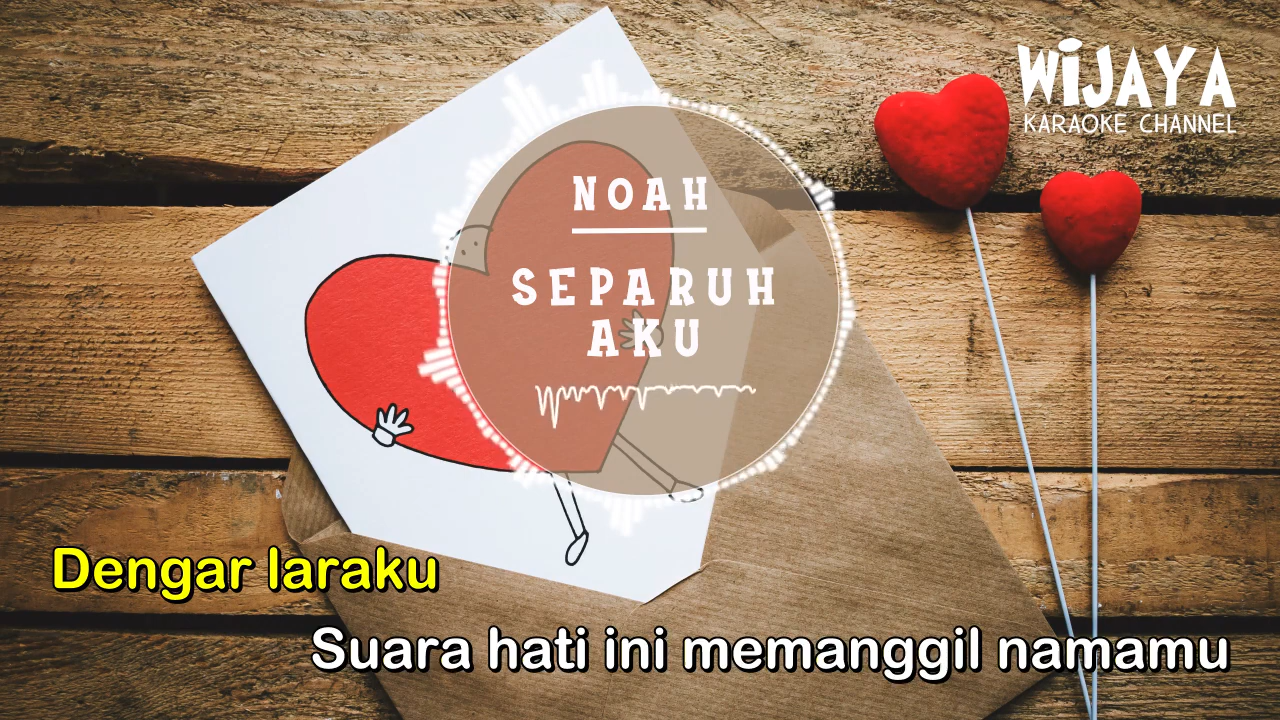 WiJAYA
KARAOKE CHANNEL
NOAH
SEPARUH
AKU
Dengar laraku
Suara hati ini memanggil namamu